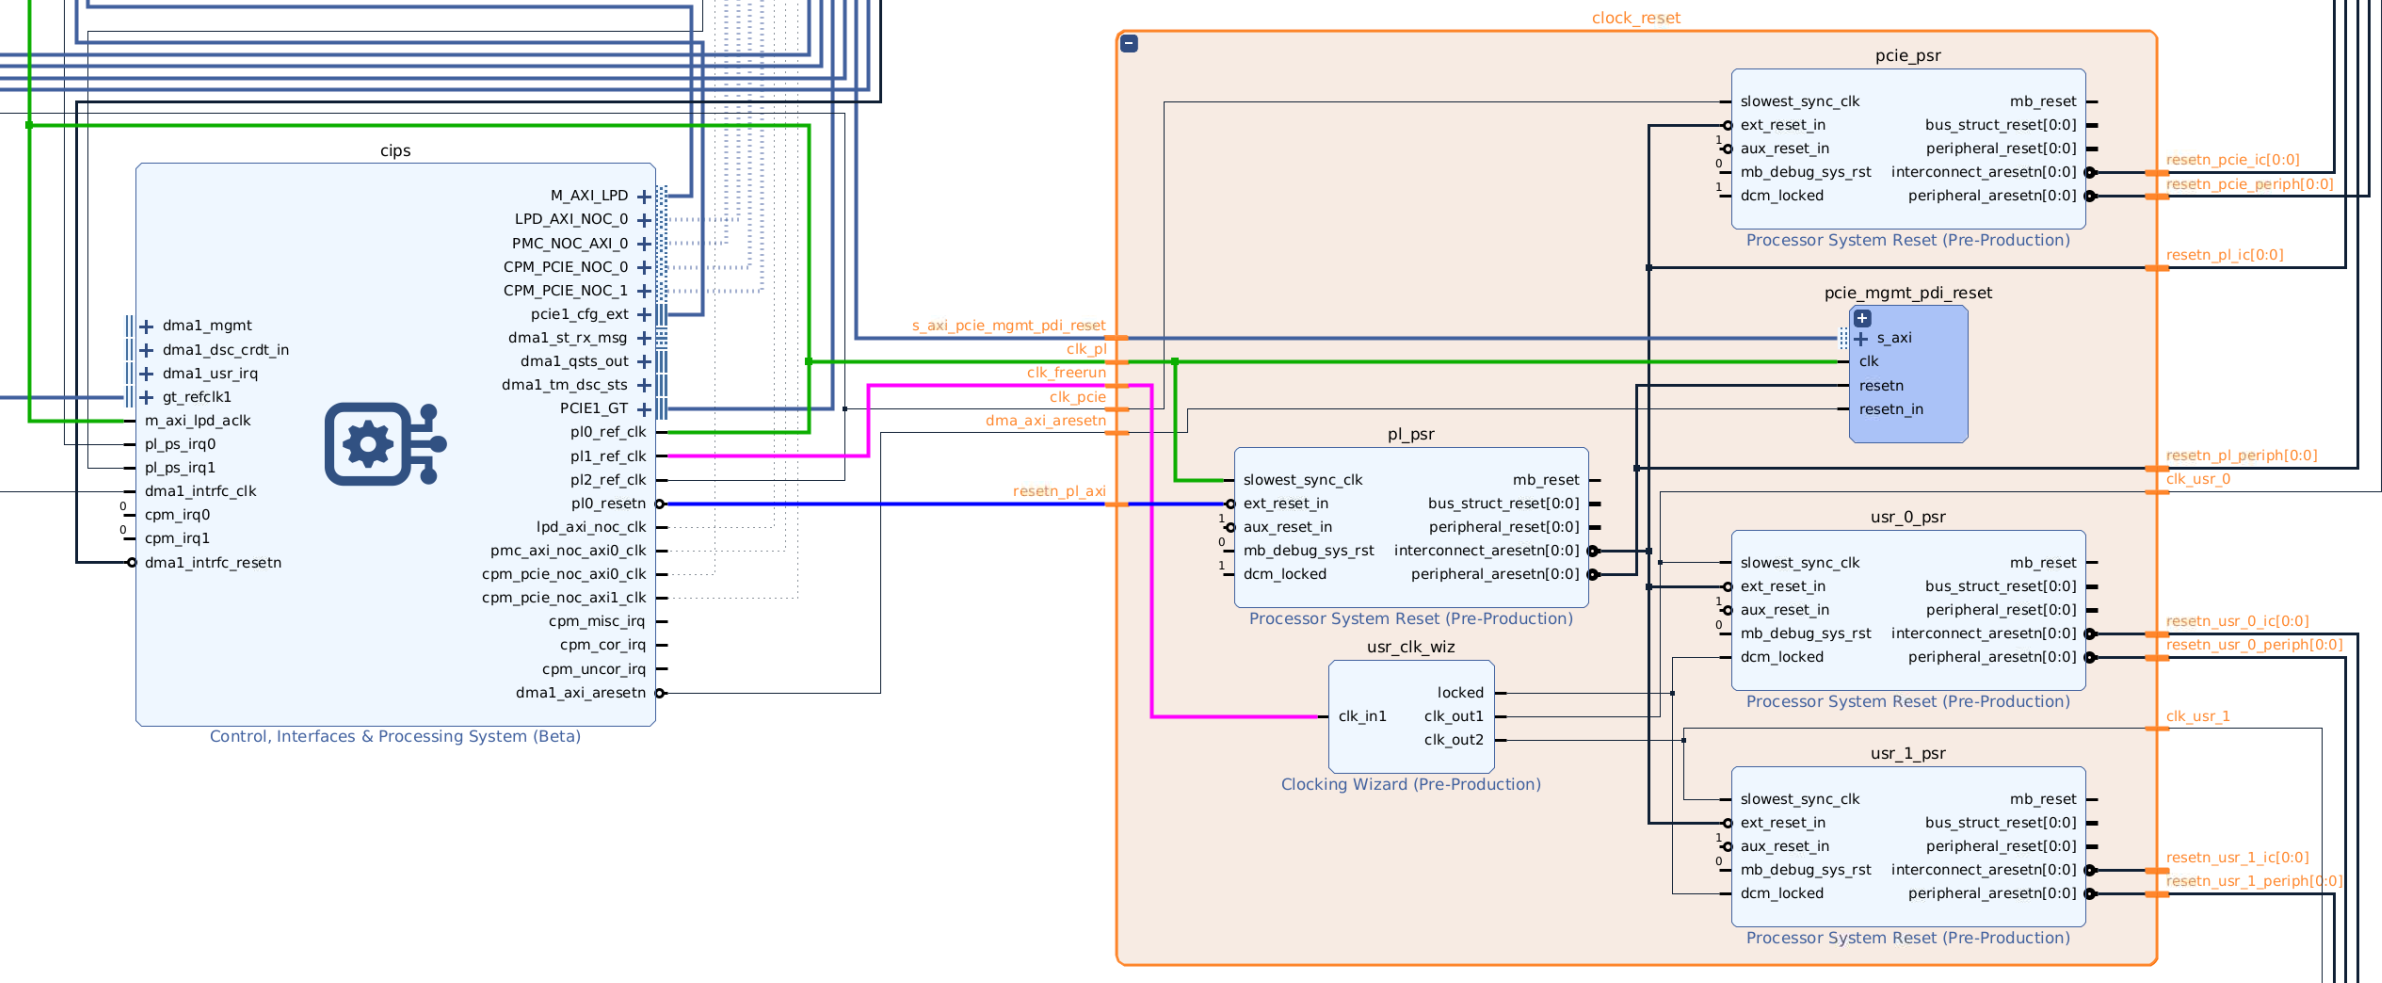 cips
M_AXI_LPD
LPD_AXI_NOC_0
PMC_NOC_AXI_0
CPM_PCIE_NOC_0
CPM_PCIE_NOC_1
pcie1_cfg_ext
dma1_st_rx_msg
dma1_qsts_out
dma1_tm_dsc_sts
PCIE1_GT
pl0_ref_clk
pl1_ref_clk
pl2_ref_clk
pl0_resetn
lpd_axi_noc_clk
pmc_axi_noc_axi0_clk
cpm_pcie_noc_axi0_clk
cpm_pcie_noc_axi1_clk
cpm_misc_irq
cpm_cor_irq
cpm_uncor_irq
dma1_axi_aresetn
dma1_mgmt
dma1_dsc_crdt_in
dma1_usr_irq
gt_refclk1
m_axi_lpd_aclk
pl_ps_irq0
pl_ps_irq1
dma1_intrfc_clk
0
cpm_irq0
0
cpm_irq1
dma1_intrfc_resetn
Control, Interfaces & Processing System (Beta)
clock_reset
s_axi_pcie_mgmt_pdi_reset
clk_pl
clk_freerun
clk_pcie
dma_axi_aresetn
resetn_pl_axi
pcie_psr
slowest_sync_clk
ext_reset_in
1
aux_reset_in
0
mb_debug_sys_rst
1
dcm_locked
mb_reset
bus_struct_reset[0:0]
peripheral_reset[0:0]
interconnect_aresetn[0:0]
peripheral_aresetn[0:0]
Processor System Reset (Pre-Production)
pcie_mgmt_pdi_reset
s_axi
clk
resetn
resetn_in
pl_psr
slowest_sync_clk
ext_reset_in
1
aux_reset_in
0
mb_debug_sys_rst
1
dcm_locked
mb_reset
bus_struct_reset[0:0]
peripheral_reset[0:0]
interconnect_aresetn[0:0]
peripheral_aresetn[0:0]
Processor System Reset (Pre-Production)
usr_clk_wiz
clk_in1
locked
clk_out1
clk_out2
Clocking Wizard (Pre-Production)
usr_0_psr
slowest_sync_clk
ext_reset_in
1
aux_reset_in
0
mb_debug_sys_rst
dcm_locked
mb_reset
bus_struct_reset[0:0]
peripheral_reset[0:0]
interconnect_aresetn[0:0]
peripheral_aresetn[0:0]
Processor System Reset (Pre-Production)
usr_1_psr
slowest_sync_clk
ext_reset_in
1
aux_reset_in
0
mb_debug_sys_rst
dcm_locked
mb_reset
bus_struct_reset[0:0]
peripheral_reset[0:0]
interconnect_aresetn[0:0]
peripheral_aresetn[0:0]
Processor System Reset (Pre-Production)
resetn_pcie_ic[0:0]
resetn_pcie_periph[0:0]
resetn_pl_ic[0:0]
resetn_pl_periph[0:0]
clk_usr_0
resetn_usr_0_ic[0:0]
resetn_usr_0_periph[0:0]
clk_usr_1
resetn_usr_1_ic[0:0]
resetn_usr_1_periph[0:0]